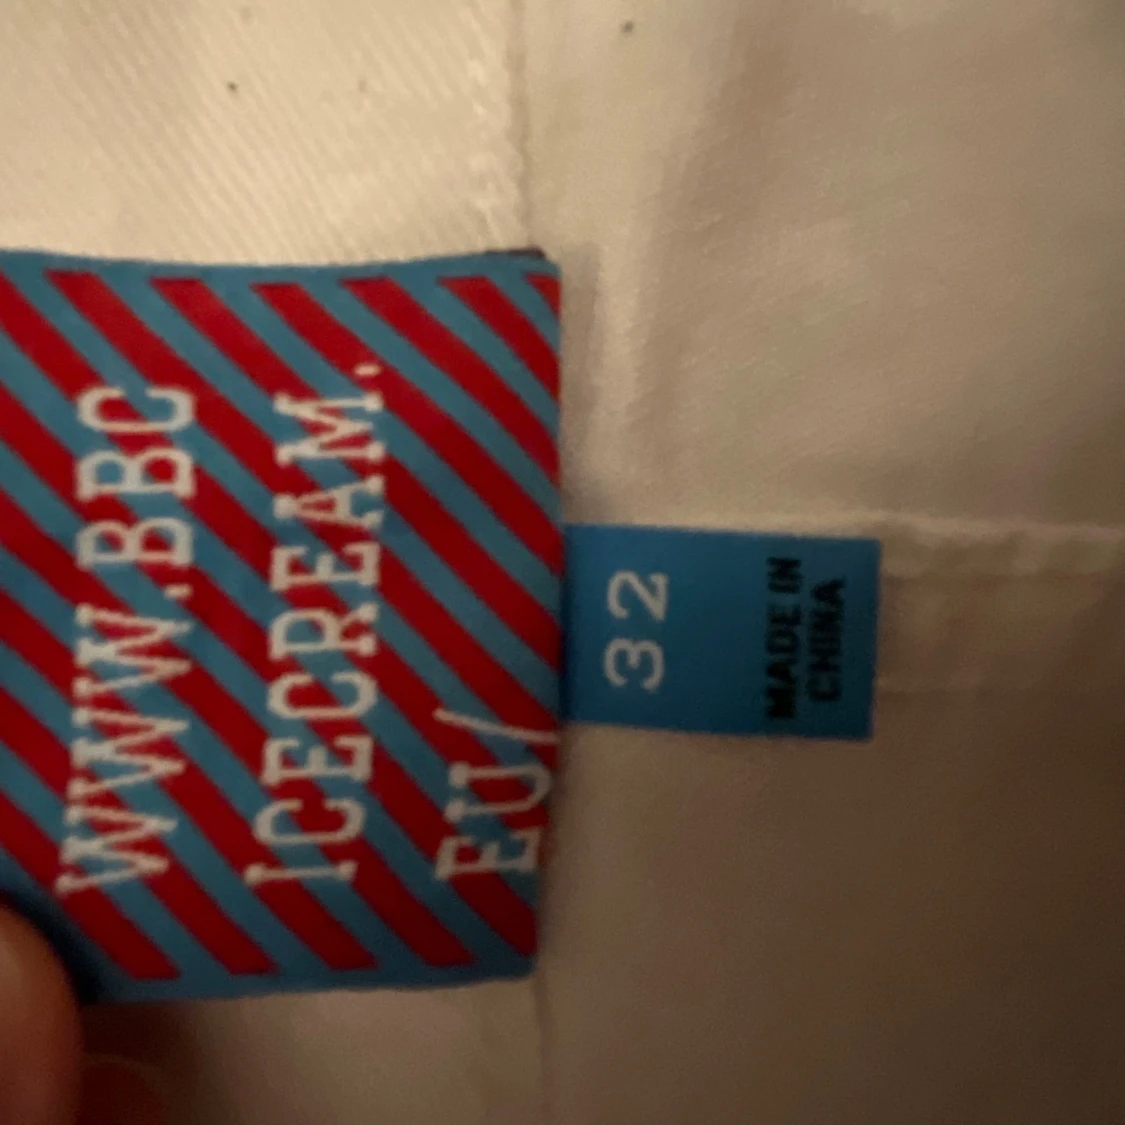 WWW.BBC
ICECREAM.
EU/
32
MADE IN
CHINA